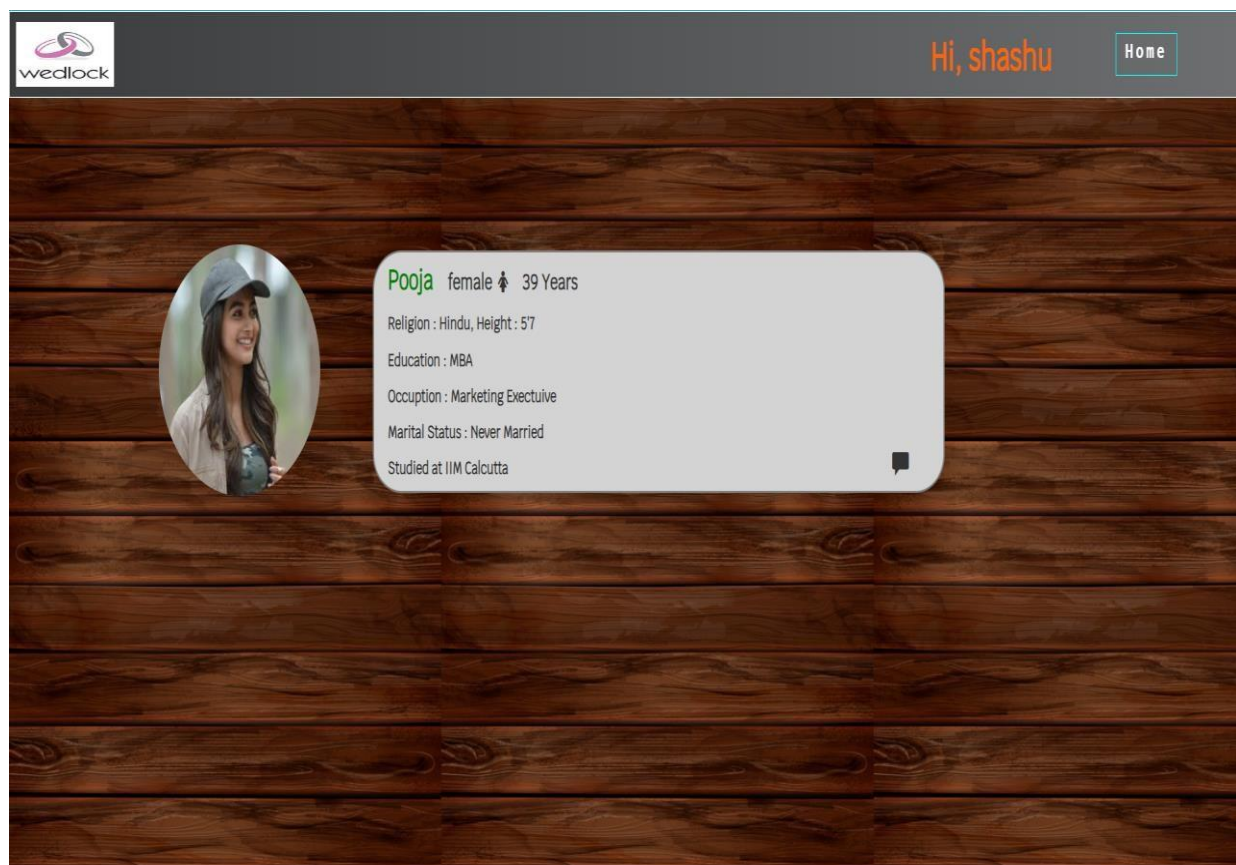 wedlock
Hi, shashu
Home
Pooja female 39 Years
Religion : Hindu, Height : 5'7
Education : MBA
Occuption : Marketing Exectuive
Marital Status : Never Married
Studied at IIM Calcutta